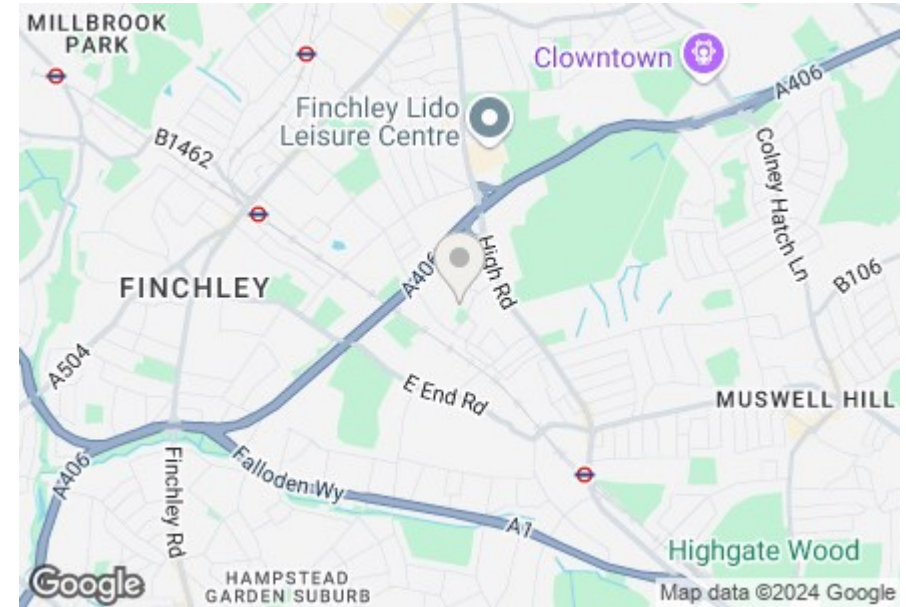 MILLBROOK
PARK
Clowntown
A406
Finchley Lido
Leisure Centre
B1462
Colney Hatch Ln
A406
High Rd
B106
FINCHLEY
A504
E End Rd
MUSWELL HILL
A406
Finchley Rd
Falloden Wy
A1
Highgate Wood
HAMPSTEAD
GARDEN SUBURB
Google
Map data ©2024 Google